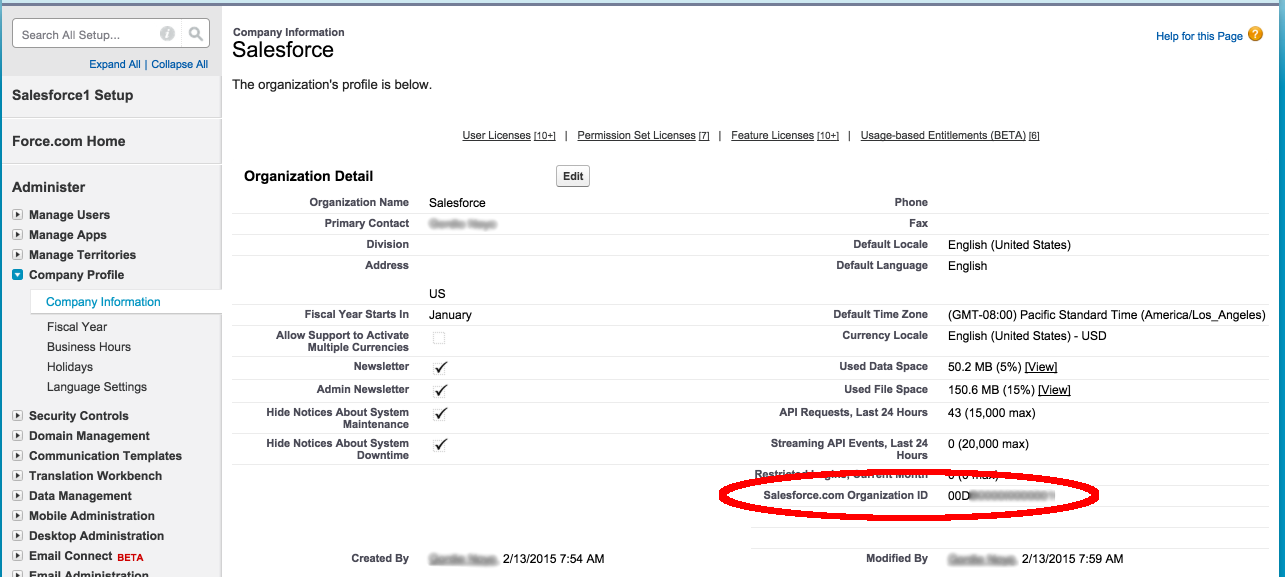 Search All Setup...
Expand All | Collapse All
Salesforce1 Setup
Force.com Home
Administer
Manage Users
Manage Apps
Manage Territories
Company Profile
Company Information
Fiscal Year
Business Hours
Holidays
Language Settings
Security Controls
Domain Management
Communication Templates
Translation Workbench
Data Management
Mobile Administration
Desktop Administration
Email Connect BETA
Email Administration
Company Information
Salesforce
Help for this Page ?
The organization's profile is below.
User Licenses [10+] | Permission Set Licenses [7] | Feature Licenses [10+] | Usage-based Entitlements (BETA) [6]
Organization Detail Edit
Organization Name Salesforce
Phone
Primary Contact
Fax
Division
Default Locale English (United States)
Address
Default Language English
US
Fiscal Year Starts In January
Default Time Zone (GMT-08:00) Pacific Standard Time (America/Los_Angeles)
Allow Support to Activate
Multiple Currencies
Currency Locale English (United States) - USD
Newsletter
Used Data Space 50.2 MB (5%) [View]
Admin Newsletter
Used File Space 150.6 MB (15%) [View]
Hide Notices About System
Maintenance
API Requests, Last 24 Hours 43 (15,000 max)
Hide Notices About System
Downtime
Streaming API Events, Last 24
Hours
0 (20,000 max)
Restricted Logins, Current Month 0 (0 max)
Salesforce.com Organization ID 00D
Created By 2/13/2015 7:54 AM
Modified By 2/13/2015 7:59 AM